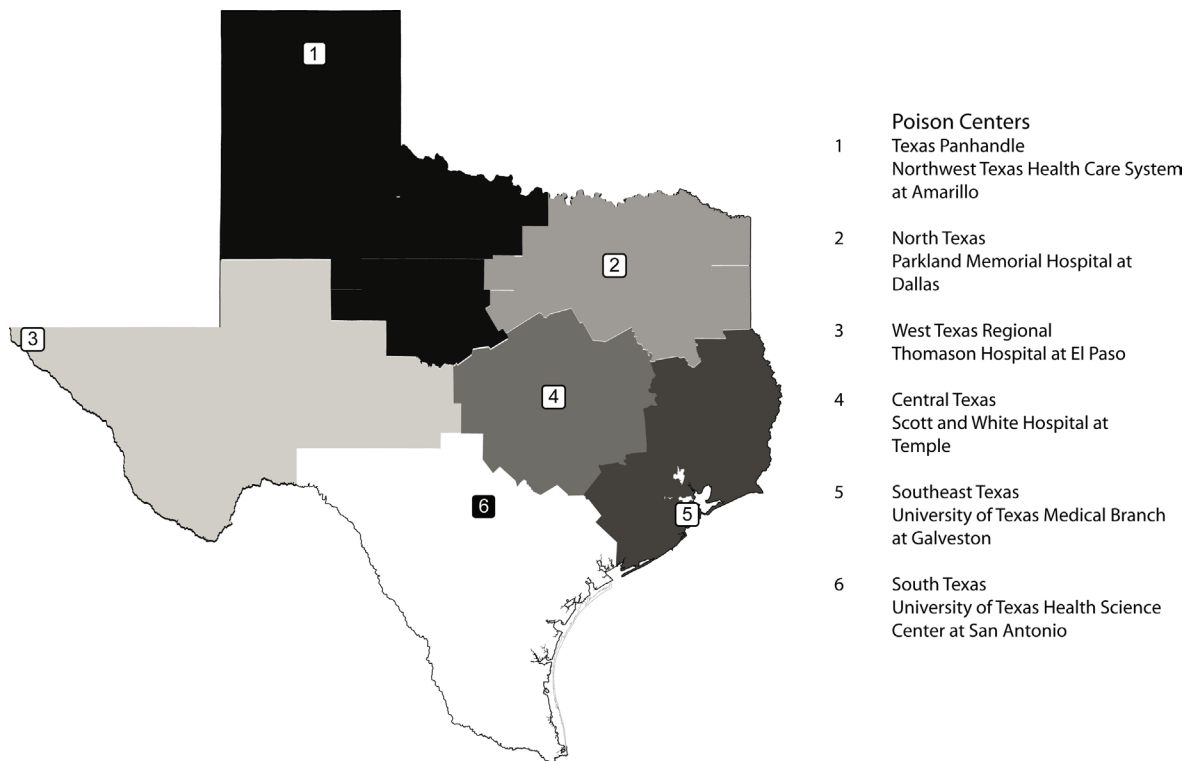 1
2
3
4
5
6
Poison Centers
1 Texas Panhandle
Northwest Texas Health Care System
at Amarillo
2 North Texas
Parkland Memorial Hospital at
Dallas
3 West Texas Regional
Thomason Hospital at El Paso
4 Central Texas
Scott and White Hospital at
Temple
5 Southeast Texas
University of Texas Medical Branch
at Galveston
6 South Texas
University of Texas Health Science
Center at San Antonio